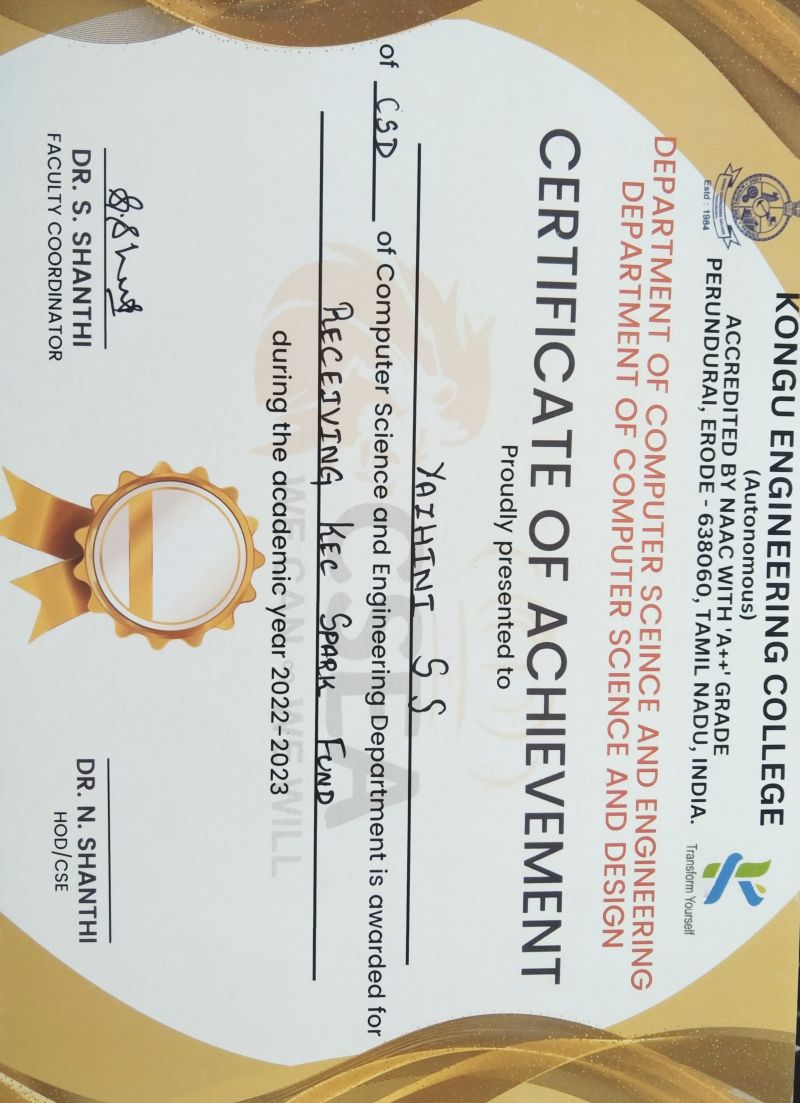 KONGU ENGINEERING COLLEGE
(Autonomous)
ACCREDITED BY NAAC WITH 'A++' GRADE
PERUNDURAI, ERODE - 638060, TAMIL NADU, INDIA.
Estd : 1984
Transform Yourself
DEPARTMENT OF COMPUTER SCEINCE AND ENGINEERING
DEPARTMENT OF COMPUTER SCIENCE AND DESIGN
CERTIFICATE OF ACHIEVEMENT
Proudly presented to
YAZHINI S S
of CSD of Computer Science and Engineering Department is awarded for
RECEIVING KEC SPARK FUND
during the academic year 2022-2023
CSEA
WE CAN WE WILL
DR. S. SHANTHI
FACULTY COORDINATOR
DR. N. SHANTHI
HOD/CSE